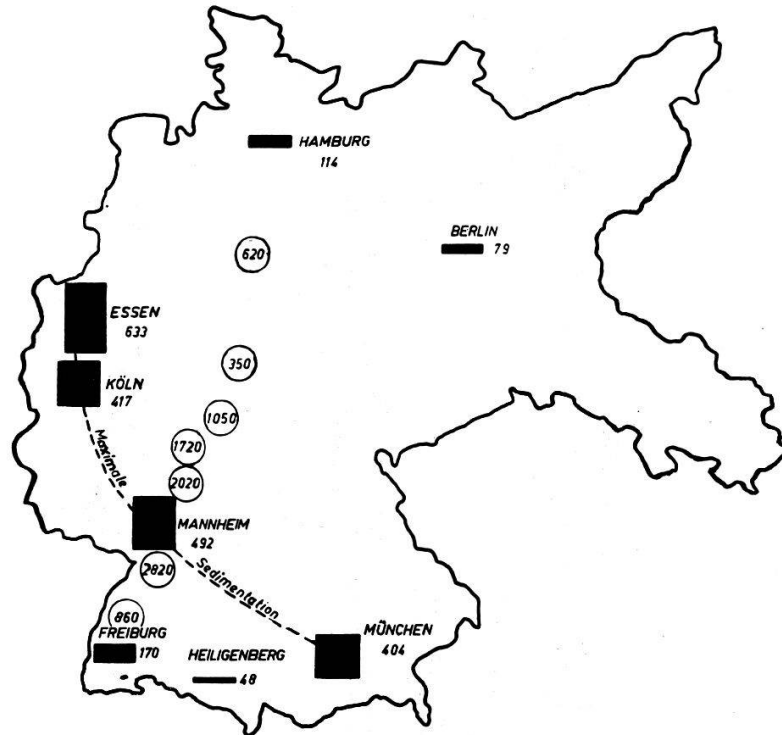 HAMBURG
114
BERLIN
79
620
ESSEN
633
350
KÖLN
417
1050
Maximale
1720
2020
MANNHEIM
492
2820
Sedimentation
860
FREIBURG
170
HEILIGENBERG
48
MÜNCHEN
404